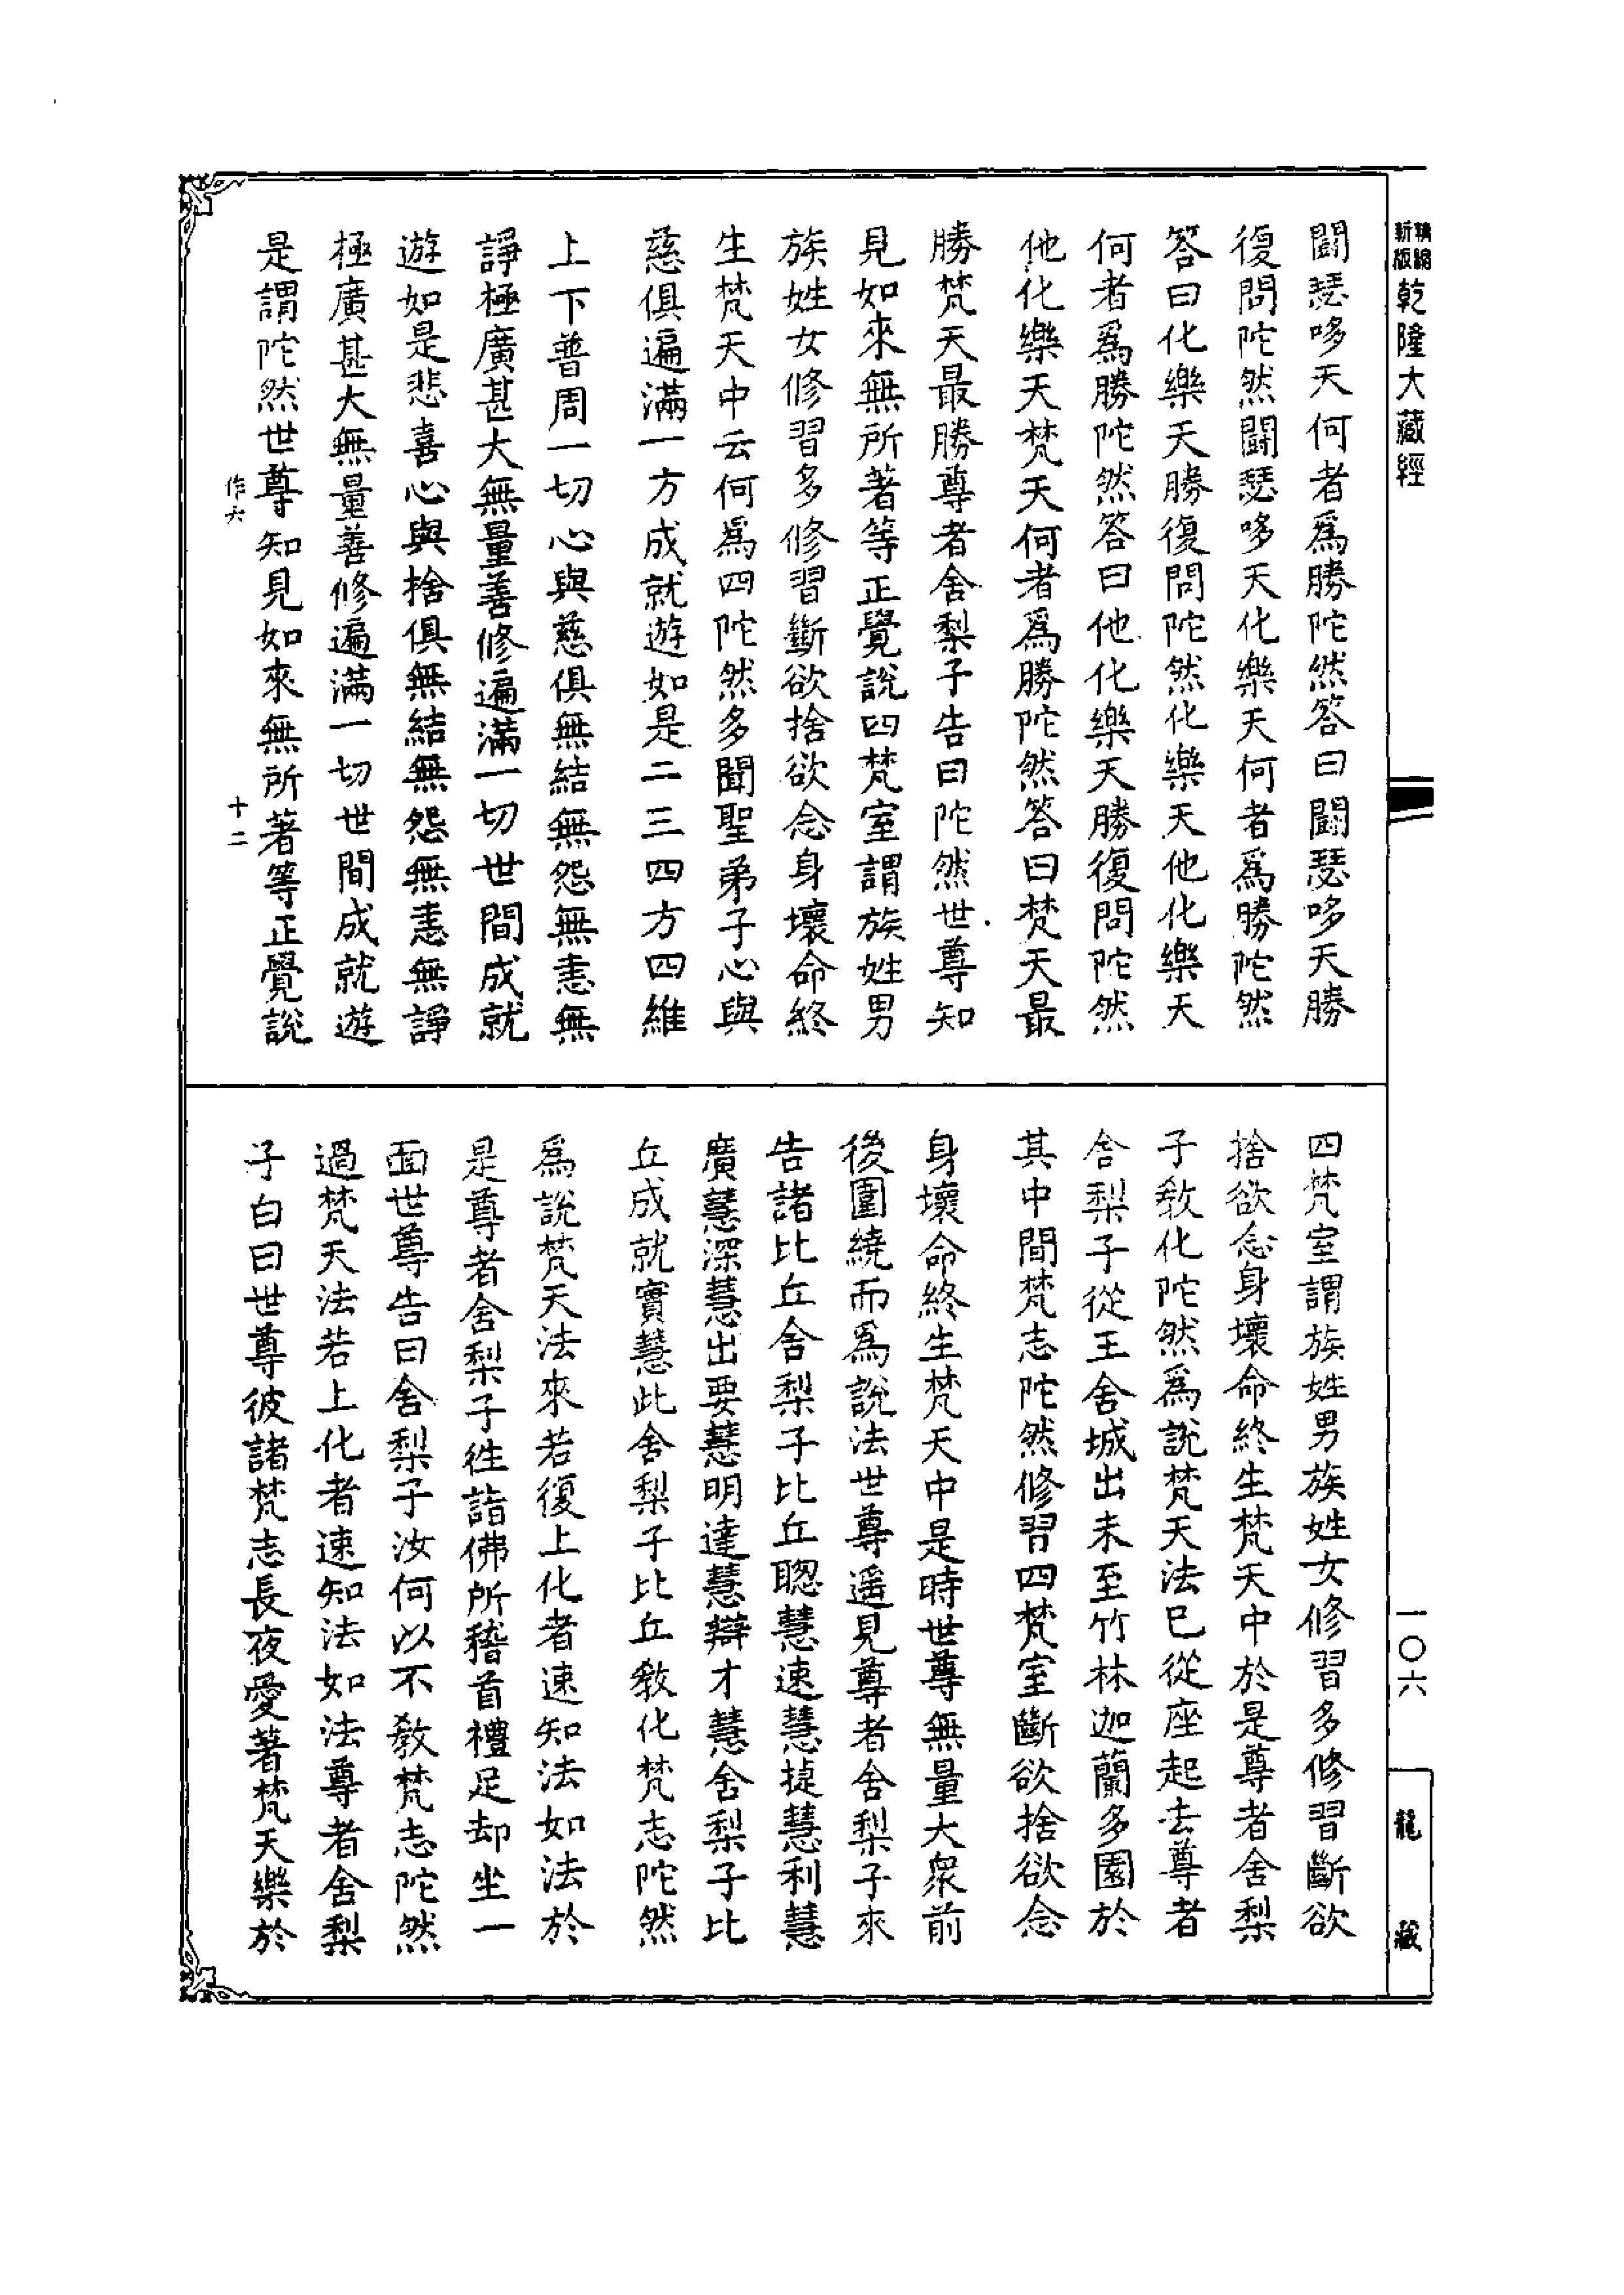 精縮
新版
乾隆大藏經
一〇六
龍藏
鬪瑟哆天何者爲勝陀然答曰鬪瑟哆天勝
復問陀然鬪瑟哆天化樂天何者爲勝陀然
答曰化樂天勝復問陀然化樂天他化樂天
何者爲勝陀然答曰他化樂天勝復問陀然
他化樂天梵天何者爲勝陀然答曰梵天最
勝梵天最勝尊者舍梨子告曰陀然世尊知
見如來無所著等正覺說四梵室謂族姓男
族姓女修習多修習斷欲捨欲念身壞命終
生梵天中云何爲四陀然多聞聖弟子心與
慈俱遍滿一方成就遊如是二三四方四維
上下普周一切心與慈俱無結無怨無恚無
諍極廣甚大無量善修遍滿一切世間成就
遊如是悲喜心與捨俱無結無怨無恚無諍
極廣甚大無量善修遍滿一切世間成就遊
是謂陀然世尊知見如來無所著等正覺說
作六 十二
四梵室謂族姓男族姓女修習多修習斷欲
捨欲念身壞命終生梵天中於是尊者舍梨
子教化陀然爲說梵天法已從座起去尊者
舍梨子從王舍城出未至竹林迦蘭多園於
其中間梵志陀然修習四梵室斷欲捨欲念
身壞命終生梵天中是時世尊無量大衆前
後圍繞而爲說法世尊遥見尊者舍梨子來
告諸比丘舍梨子比丘聰慧速慧捷慧利慧
廣慧深慧出要慧明達慧辯才慧舍梨子比
丘成就實慧此舍梨子比丘教化梵志陀然
爲說梵天法來若復上化者速知法如法於
是尊者舍梨子往詣佛所稽首禮足却坐一
面世尊告曰舍梨子汝何以不教梵志陀然
過梵天法若上化者速知法如法尊者舍梨
子白曰世尊彼諸梵志長夜愛著梵天樂於